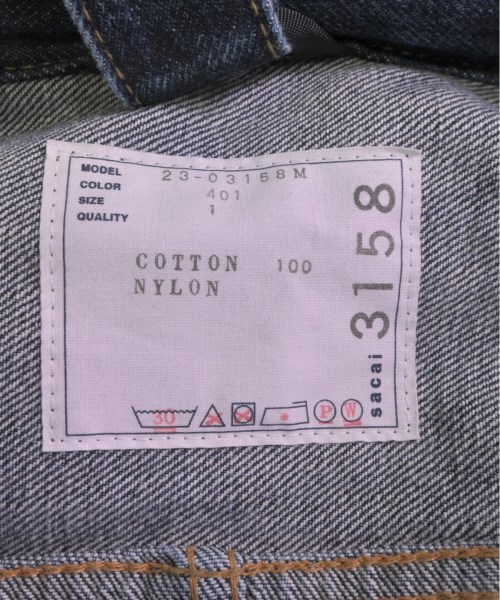 MODEL 23-03158M
COLOR 401
SIZE 1
QUALITY
COTTON 100
NYLON
30
P
W
sacai 3158